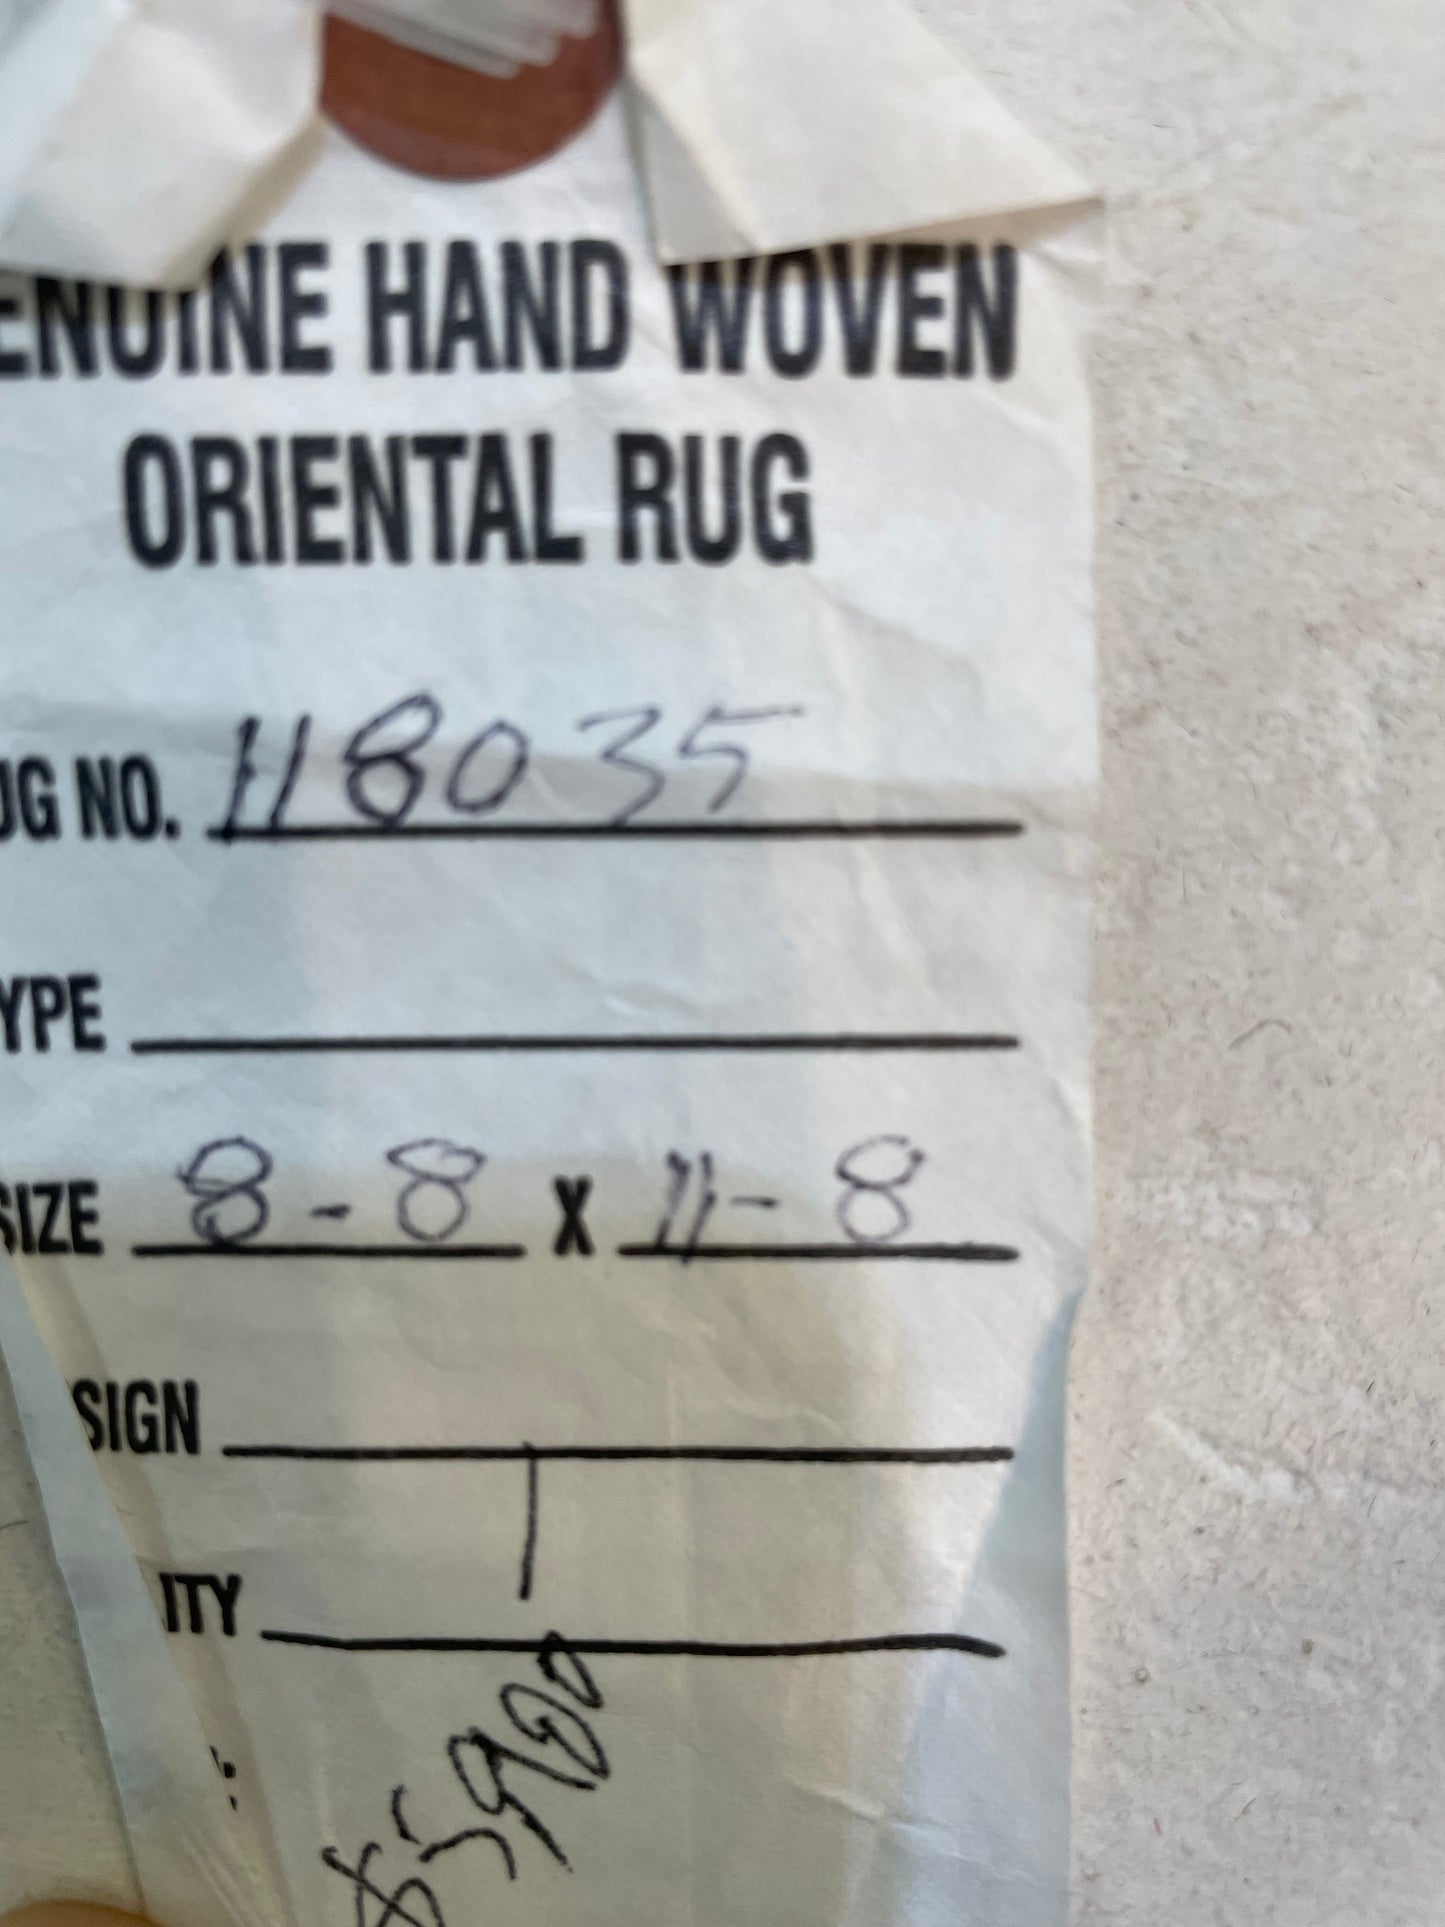 ENUINE HAND WOVEN
ORIENTAL RUG
UG NO. 118035
YPE
SIZE 8-8 X 11-8
SIGN
ITY
$5900